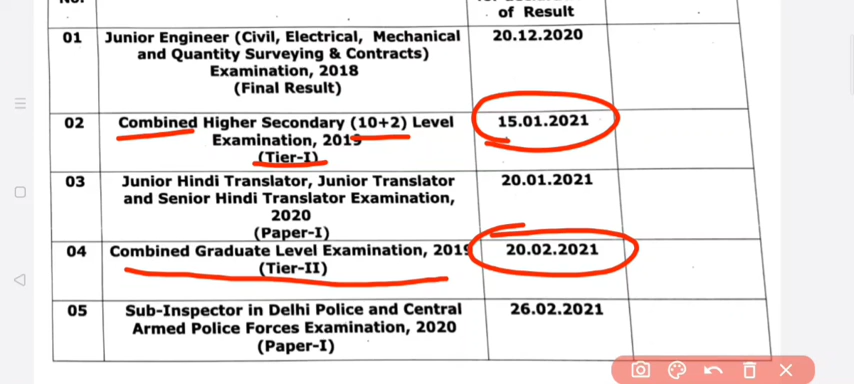 No.
of Result
01 Junior Engineer (Civil, Electrical, Mechanical 20.12.2020
and Quantity Surveying & Contracts)
Examination, 2018
(Final Result)
02 Combined Higher Secondary (10+2) Level 15.01.2021
Examination, 2019
(Tier-I)
03 Junior Hindi Translator, Junior Translator 20.01.2021
and Senior Hindi Translator Examination,
2020
(Paper-I)
04 Combined Graduate Level Examination, 2019 20.02.2021
(Tier-II)
05 Sub-Inspector in Delhi Police and Central 26.02.2021
Armed Police Forces Examination, 2020
(Paper-I)